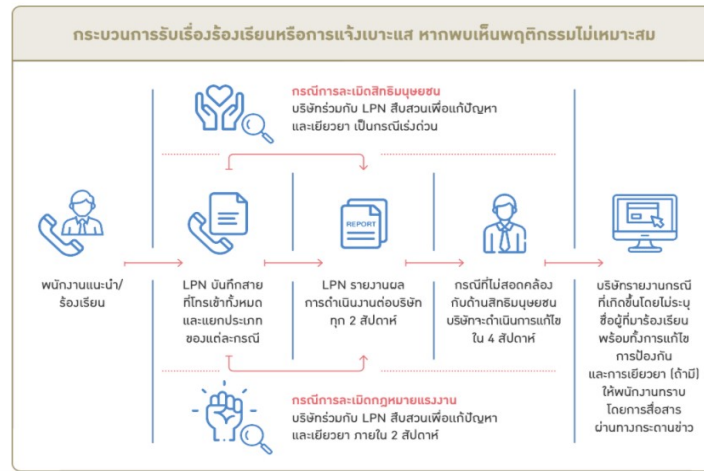 กระบวนการรับเรื่องร้องเรียนหรือการแจ้งเบาะแส หากพบเห็นพฤติกรรมไม่เหมาะสม
กรณีการละเมิดสิทธิมนุษยชน
บริษัทร่วมกับ LPN สืบสวนเพื่อแก้ปัญหา
และเยียวยา เป็นกรณีเร่งด่วน
พนักงานแนะนำ/
ร้องเรียน
LPN บันทึกสาย
ที่โทรเข้าทั้งหมด
และแยกประเภท
ของแต่ละกรณี
REPORT
LPN รายงานผล
การดำเนินงานต่อบริษัท
ทุก 2 สัปดาห์
กรณีที่ไม่สอดคล้อง
กับด้านสิทธิมนุษยชน
บริษัทจะดำเนินการแก้ไข
ใน 4 สัปดาห์
บริษัทรายงานกรณี
ที่เกิดขึ้นโดยไม่ระบุ
ชื่อผู้ที่มาร้องเรียน
พร้อมทั้งการแก้ไข
การป้องกัน
และการเยียวยา (ถ้ามี)
ให้พนักงานทราบ
โดยการสื่อสาร
ผ่านทางกระดานข่าว
กรณีการละเมิดกฎหมายแรงงาน
บริษัทร่วมกับ LPN สืบสวนเพื่อแก้ปัญหา
และเยียวยา ภายใน 2 สัปดาห์